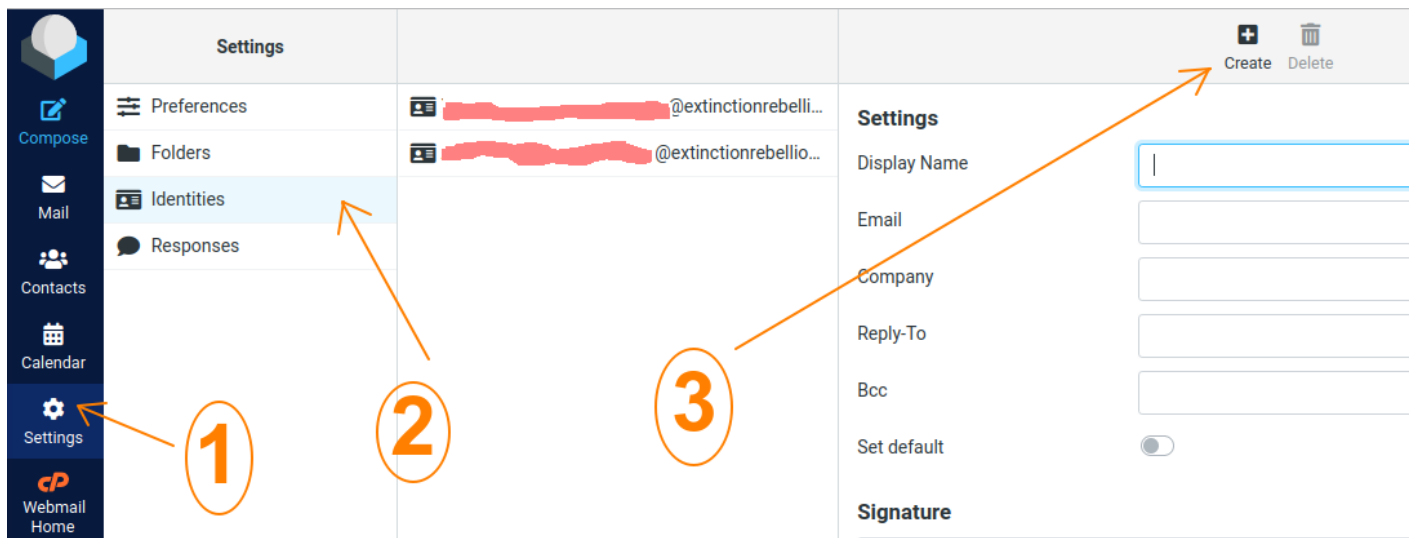 Settings
Create
Delete
Compose
Mail
Contacts
Calendar
Settings
cP
Webmail
Home
Preferences
Folders
Identities
Responses
@extinctionrebelli...
@extinctionrebellio...
Settings
Display Name
Email
Company
Reply-To
Bcc
Set default
Signature
1
2
3